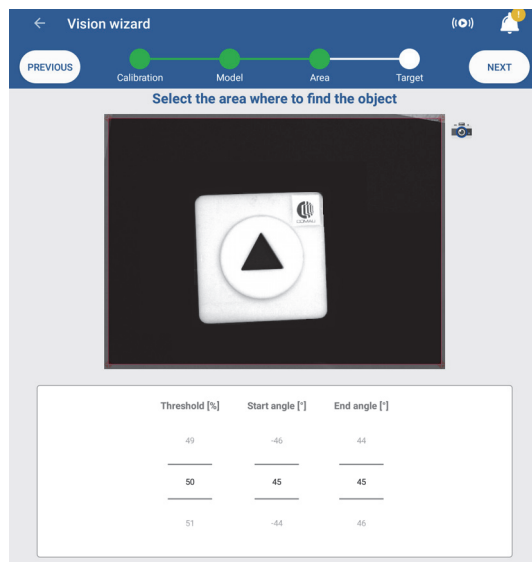 Vision wizard
PREVIOUS
NEXT
Calibration Model Area Target
Select the area where to find the object
COMAU
Threshold [%] Start angle [°] End angle [°]
49 -46 44
50 45 45
51 -44 46